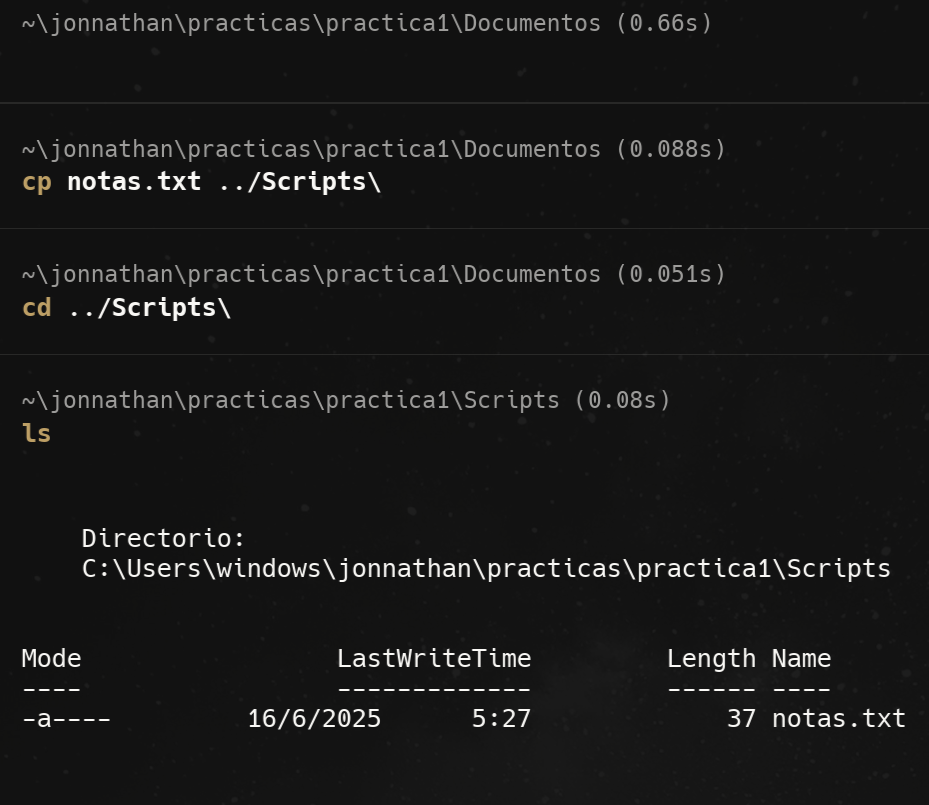 ~\jonnathan\practicas\practica1\Documentos (0.66s)
~\jonnathan\practicas\practica1\Documentos (0.088s)
cp notas.txt ../Scripts\
~\jonnathan\practicas\practica1\Documentos (0.051s)
cd ../Scripts\
~\jonnathan\practicas\practica1\Scripts (0.08s)
ls
Directorio:
C:\Users\windows\jonnathan\practicas\practica1\Scripts
Mode LastWriteTime Length Name
---- ------------- ------ ----
-a---- 16/6/2025 5:27 37 notas.txt